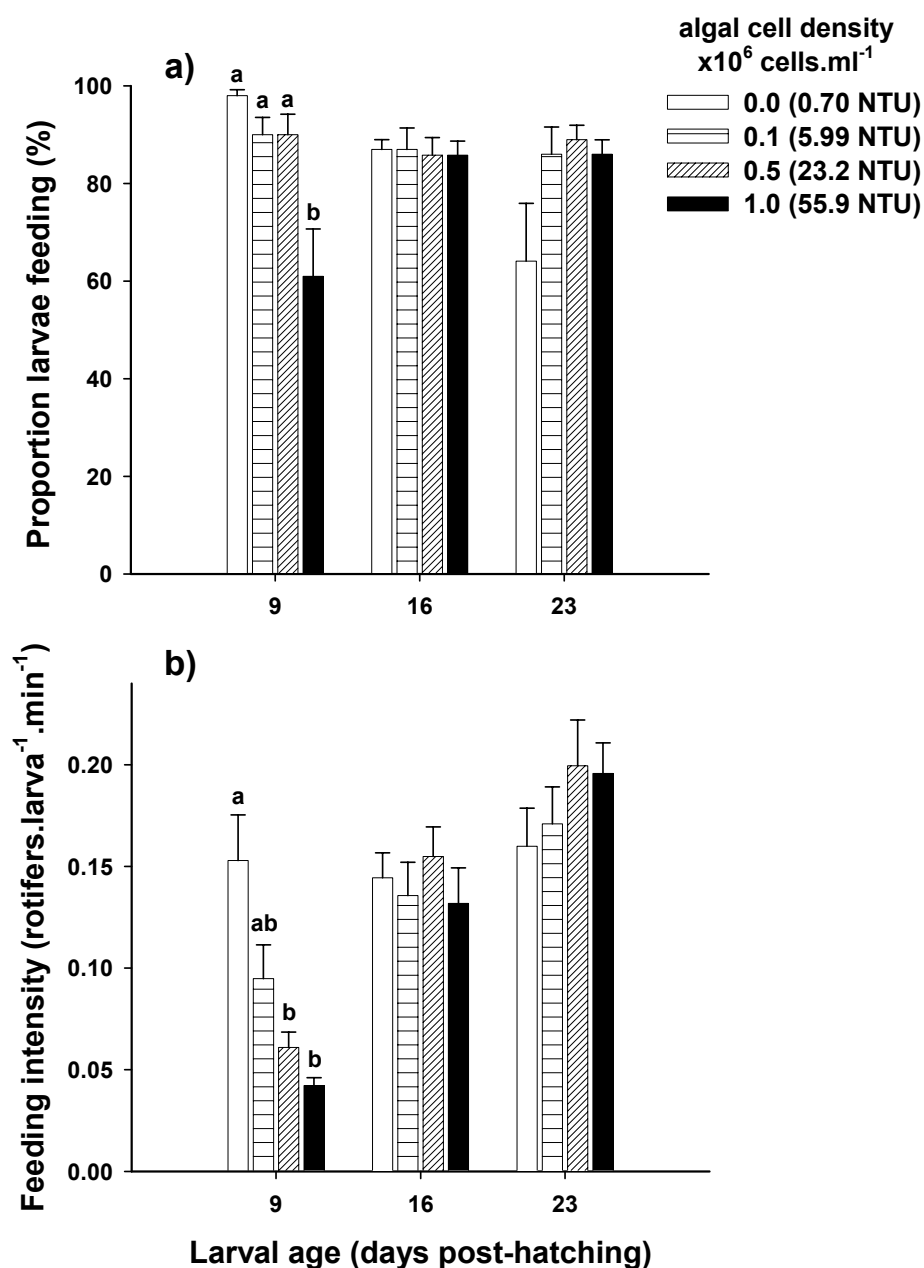 algal cell density
x10⁶ cells.ml⁻¹
0.0 (0.70 NTU)
0.1 (5.99 NTU)
0.5 (23.2 NTU)
1.0 (55.9 NTU)
a)
Proportion larvae feeding (%)
100
80
60
40
20
0
a
a
a
b
9
16
23
b)
Feeding intensity (rotifers.larva⁻¹.min⁻¹)
0.20
0.15
0.10
0.05
0.00
a
ab
b
b
9
16
23
Larval age (days post-hatching)